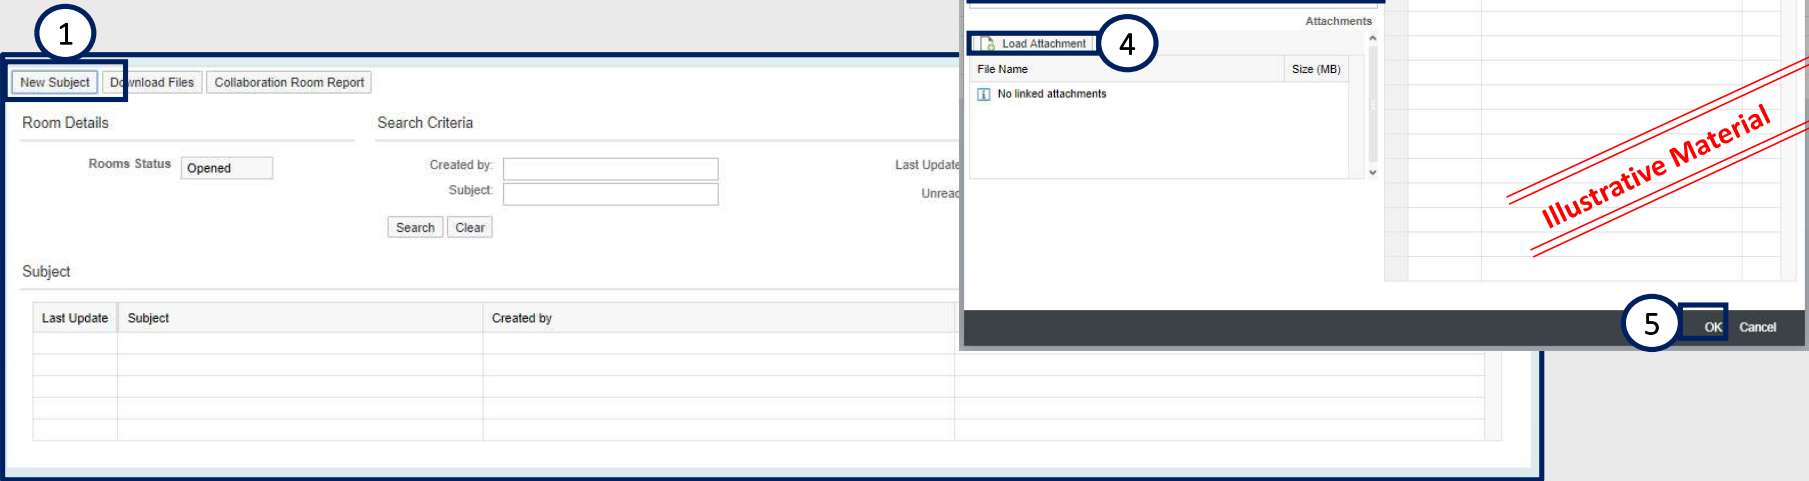 1
New Subject
Download Files
Collaboration Room Report
Room Details
Search Criteria
Rooms Status
Opened
Created by:
Subject:
Last Update
Unread
Search
Clear
Subject
Last Update
Subject
Created by
Attachments
Load Attachment
4
File Name
Size (MB)
No linked attachments
Illustrative Material
5
OK
Cancel